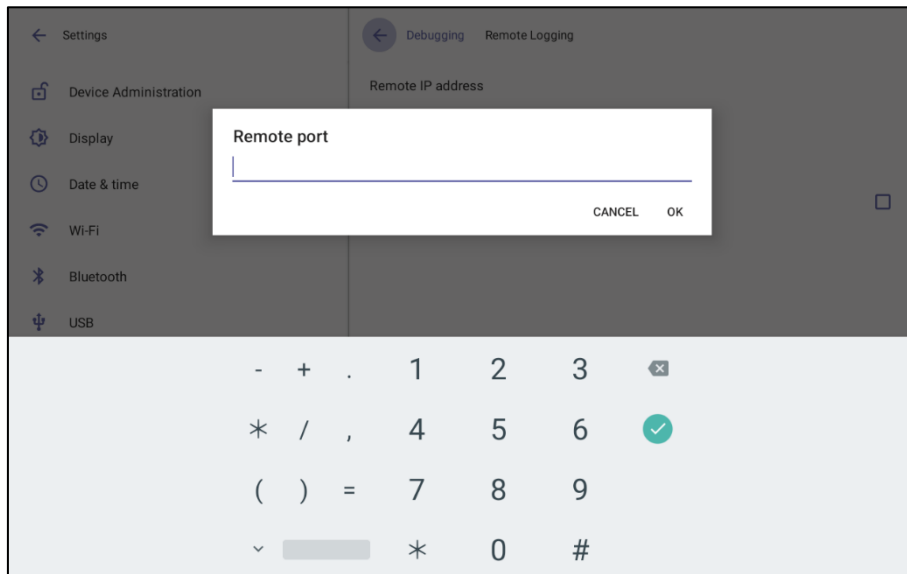 Settings
Debugging Remote Logging
Device Administration
Remote IP address
Display
Remote port
Date & time
CANCEL OK
Wi-Fi
Bluetooth
USB
- + . 1 2 3
* / , 4 5 6
( ) = 7 8 9
* 0 #